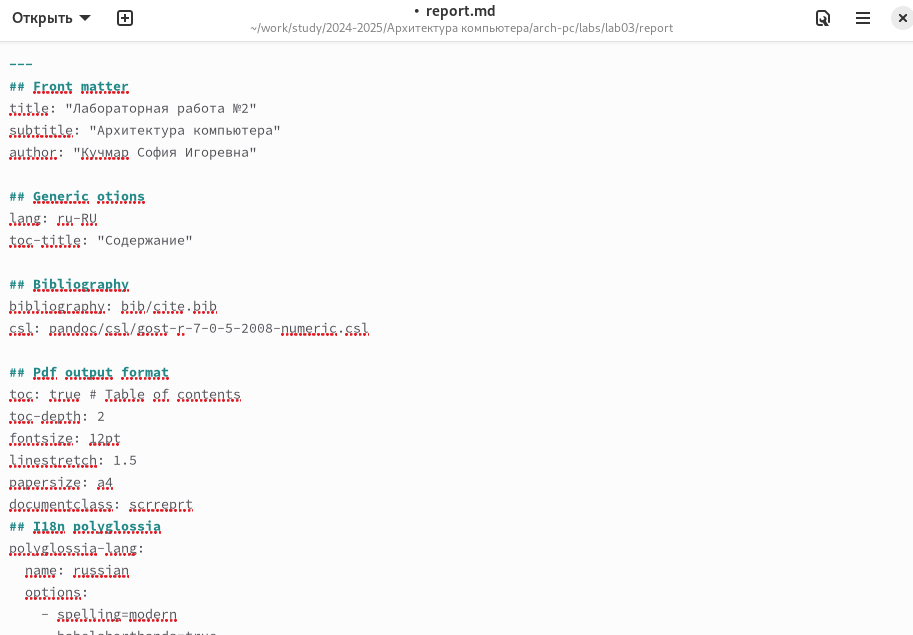 Открыть
• report.md
~/work/study/2024-2025/Архитектура компьютера/arch-pc/labs/lab03/report
---
## Front matter
title: "Лабораторная работа №2"
subtitle: "Архитектура компьютера"
author: "Кучмар София Игоревна"
## Generic otions
lang: ru-RU
toc-title: "Содержание"
## Bibliography
bibliography: bib/cite.bib
csl: pandoc/csl/gost-r-7-0-5-2008-numeric.csl
## Pdf output format
toc: true # Table of contents
toc-depth: 2
fontsize: 12pt
linestretch: 1.5
papersize: a4
documentclass: scrreprt
## I18n polyglossia
polyglossia-lang:
  name: russian
  options:
    - spelling=modern